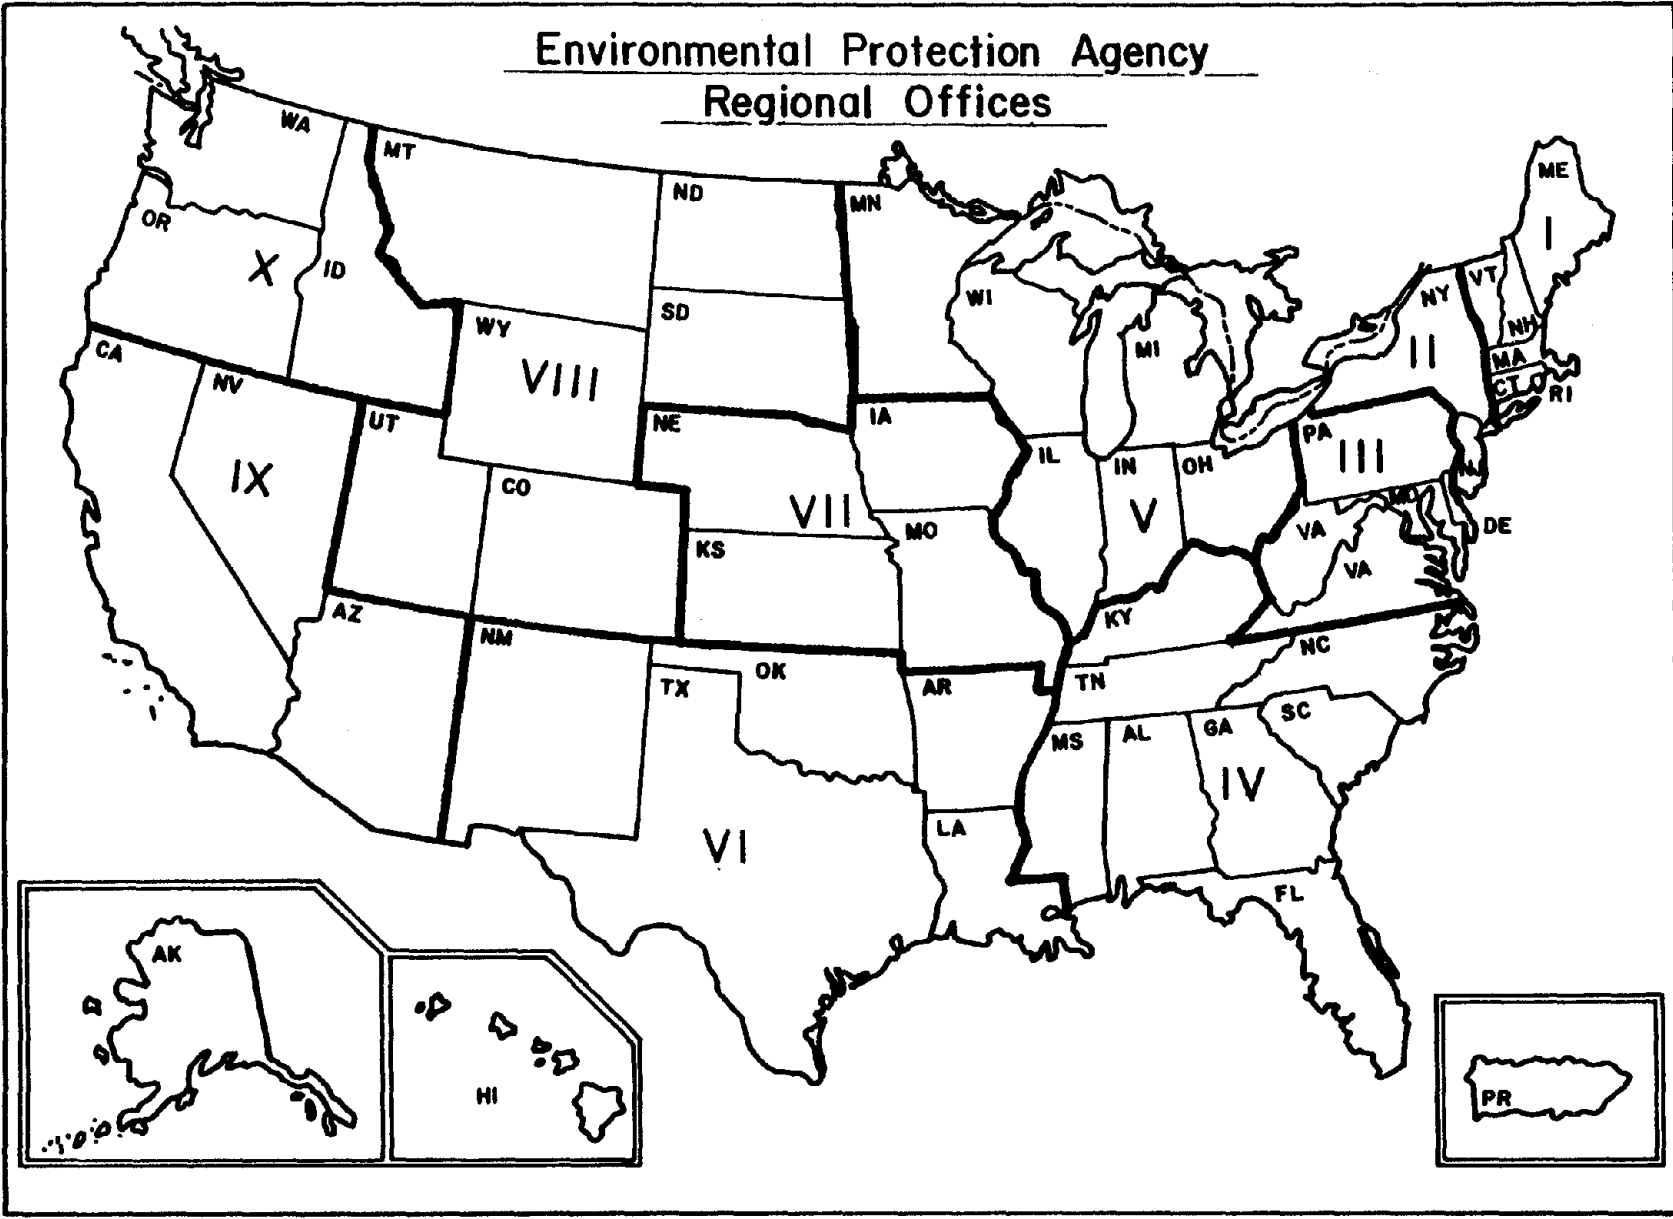 Environmental Protection Agency
Regional Offices
WA
MT
ND
MN
ME
OR
I
X
ID
VT
WI
NY
SD
WY
NH
CA
MI
II
MA
NV
VIII
CT
RI
UT
NE
IA
PA
IL
III
IX
IN
OH
NJ
CO
MD
VII
V
MO
VA
DE
KS
VA
AZ
KY
NM
NC
OK
TX
AR
TN
SC
MS
AL
GA
IV
LA
VI
FL
AK
HI
PR